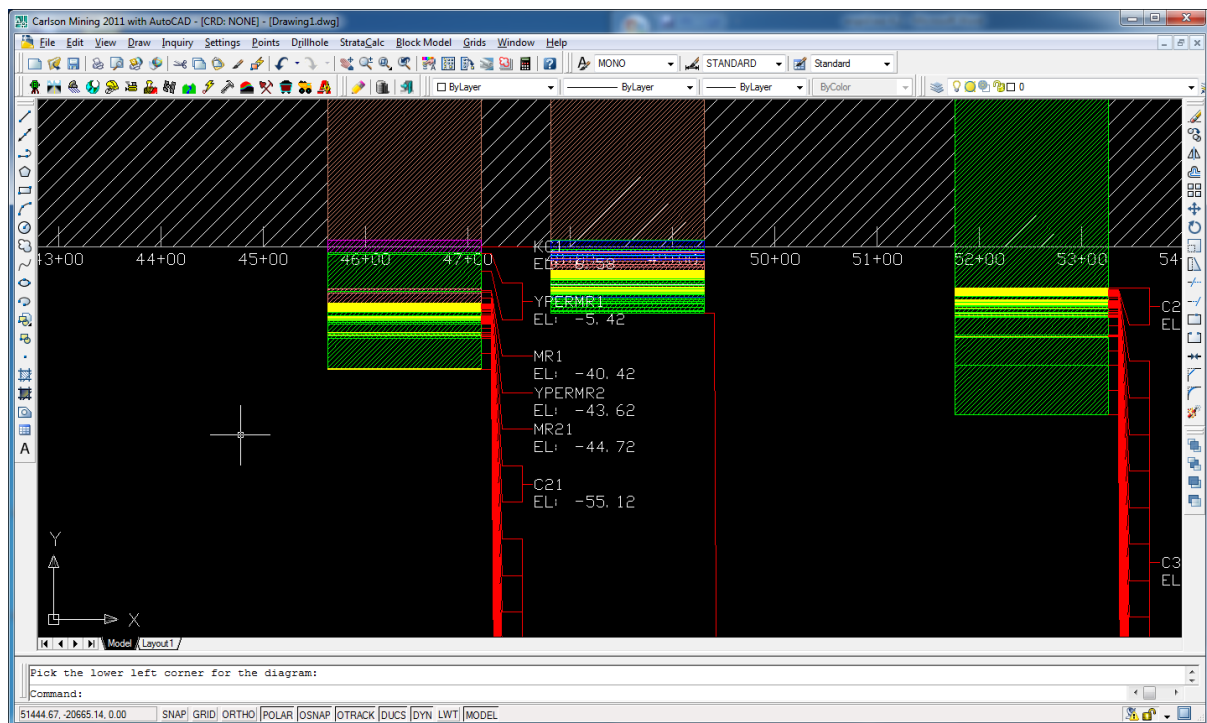 Carlson Mining 2011 with AutoCAD - [CRD: NONE] - [Drawing1.dwg]
File Edit View Draw Inquiry Settings Points Drillhole StrataCalc Block Model Grids Window Help
MONO STANDARD Standard
ByLayer ByLayer ByLayer ByColor 0
KC1
43+00 44+00 45+00 46+00 47+00 50+00 51+00 52+00 53+00 54+
YPERMR1
EL: -5.42
C2
EL
MR1
EL: -40.42
YPERMR2
EL: -43.62
MR21
EL: -44.72
C21
EL: -55.12
C3
EL
Y
X
Model Layout1
Pick the lower left corner for the diagram:
Command:
51444.67, -20665.14, 0.00 SNAP GRID ORTHO POLAR OSNAP OTRACK DUCS DYN LWT MODEL